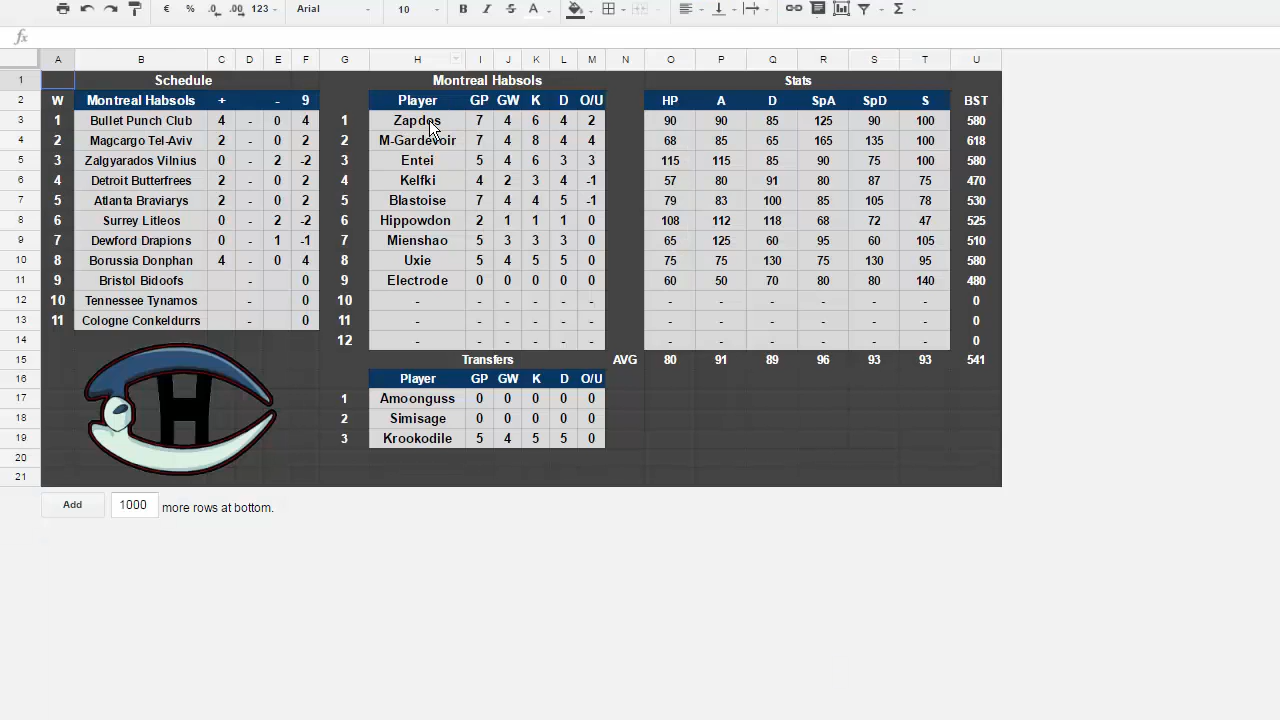 € % .0 .00 123 Arial 10 B I S A Σ
fx
A B C D E F G H I J K L M N O P Q R S T U
1 Schedule Montreal Habsols Stats
2 W Montreal Habsols + - 9 Player GP GW K D O/U HP A D SpA SpD S BST
3 1 Bullet Punch Club 4 - 0 4 1 Zapdos 7 4 6 4 2 90 90 85 125 90 100 580
4 2 Magcargo Tel-Aviv 2 - 0 2 2 M-Gardevoir 7 4 8 4 4 68 85 65 165 135 100 618
5 3 Zalgyarados Vilnius 0 - 2 -2 3 Entei 5 4 6 3 3 115 115 85 90 75 100 580
6 4 Detroit Butterfrees 2 - 0 2 4 Kelfki 4 2 3 4 -1 57 80 91 80 87 75 470
7 5 Atlanta Braviarys 2 - 0 2 5 Blastoise 7 4 4 5 -1 79 83 100 85 105 78 530
8 6 Surrey Litleos 0 - 2 -2 6 Hippowdon 2 1 1 1 0 108 112 118 68 72 47 525
9 7 Dewford Drapions 0 - 1 -1 7 Mienshao 5 3 3 3 0 65 125 60 95 60 105 510
10 8 Borussia Donphan 4 - 0 4 8 Uxie 5 4 5 5 0 75 75 130 75 130 95 580
11 9 Bristol Bidoofs - 0 9 Electrode 0 0 0 0 0 60 50 70 80 80 140 480
12 10 Tennessee Tynamos - 0 10 - - - - - - - 0
13 11 Cologne Conkeldurrs - 0 11 - - - - - - - 0
14 12 - - - - - - - 0
15 Transfers AVG 80 91 89 96 93 93 541
16 Player GP GW K D O/U
17 1 Amoonguss 0 0 0 0 0
18 2 Simisage 0 0 0 0 0
19 3 Krookodile 5 4 5 5 0
20
21
H
Add 1000 more rows at bottom.